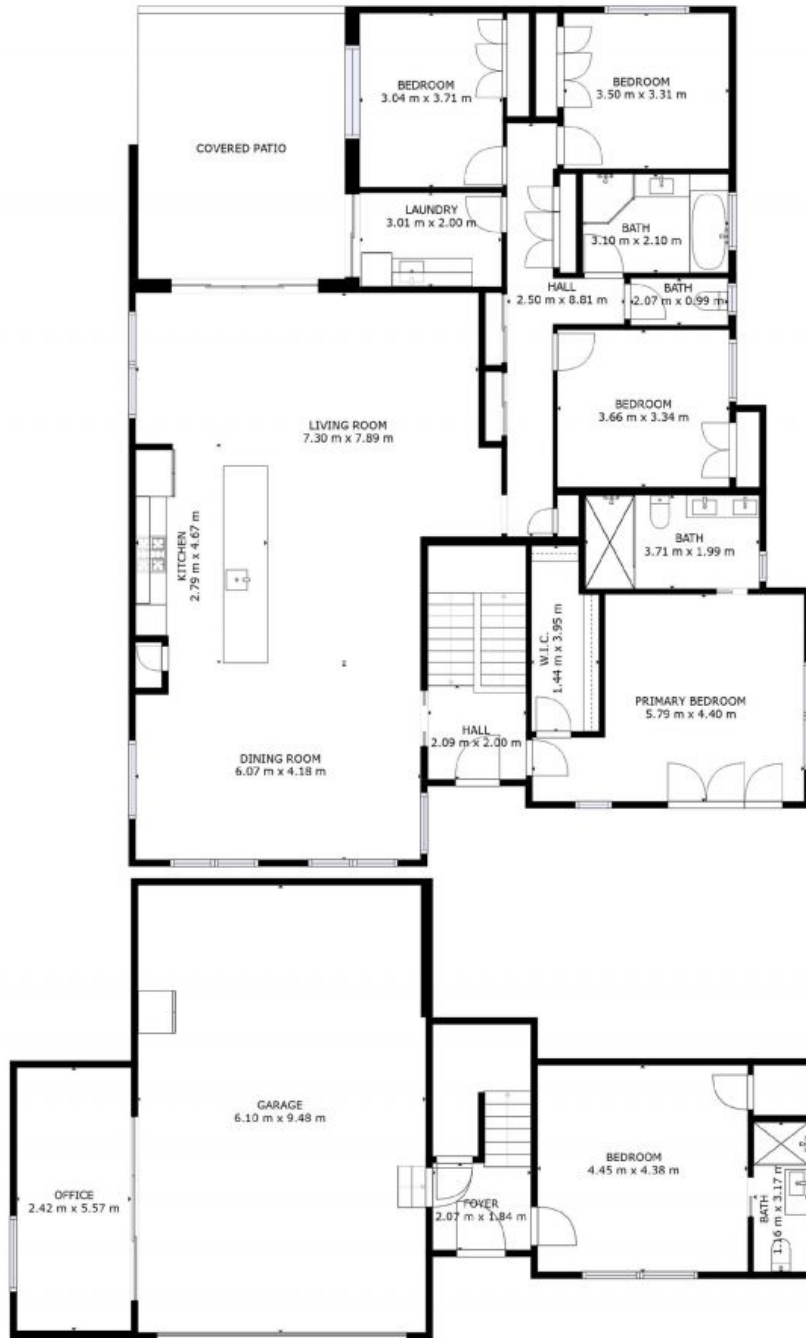 BEDROOM
3.04 m x 3.71 m
BEDROOM
3.50 m x 3.31 m
COVERED PATIO
LAUNDRY
3.01 m x 2.00 m
BATH
3.10 m x 2.10 m
HALL
2.50 m x 8.81 m
BATH
2.07 m x 0.99 m
BEDROOM
3.66 m x 3.34 m
LIVING ROOM
7.30 m x 7.89 m
KITCHEN
2.79 m x 4.67 m
BATH
3.71 m x 1.99 m
W.I.C.
1.44 m x 3.95 m
PRIMARY BEDROOM
5.79 m x 4.40 m
HALL
2.09 m x 2.00 m
DINING ROOM
6.07 m x 4.18 m
GARAGE
6.10 m x 9.48 m
BEDROOM
4.45 m x 4.38 m
OFFICE
2.42 m x 5.57 m
FOYER
2.07 m x 1.84 m
BATH
1.16 m x 3.17 m